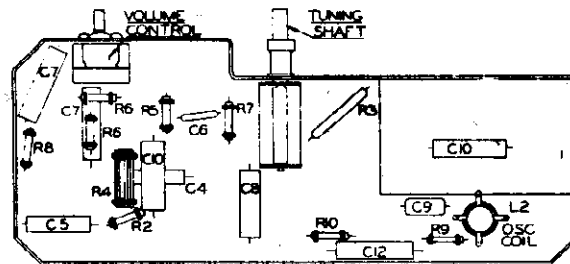 VOLUME CONTROL
TUNING SHAFT
C7
C7
R6
R5
C6
R7
R3
R6
R8
C10
C10
R4
C4
C8
C9
L2
R2
C5
R10
R9
OSC COIL
C12